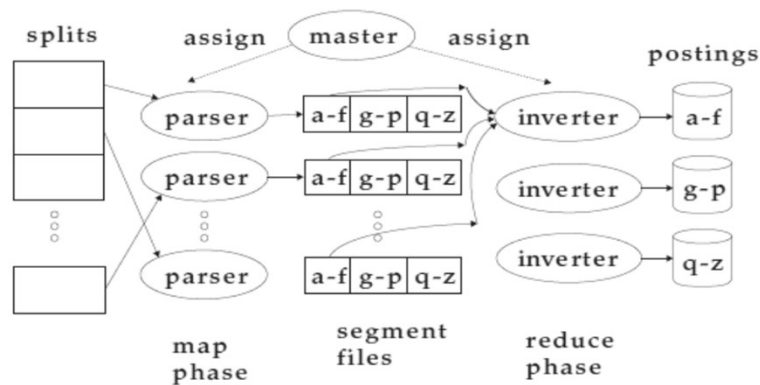 splits
assign
master
assign
postings
parser
a-f g-p q-z
inverter
a-f
parser
a-f g-p q-z
inverter
g-p
parser
a-f g-p q-z
inverter
q-z
map
phase
segment
files
reduce
phase